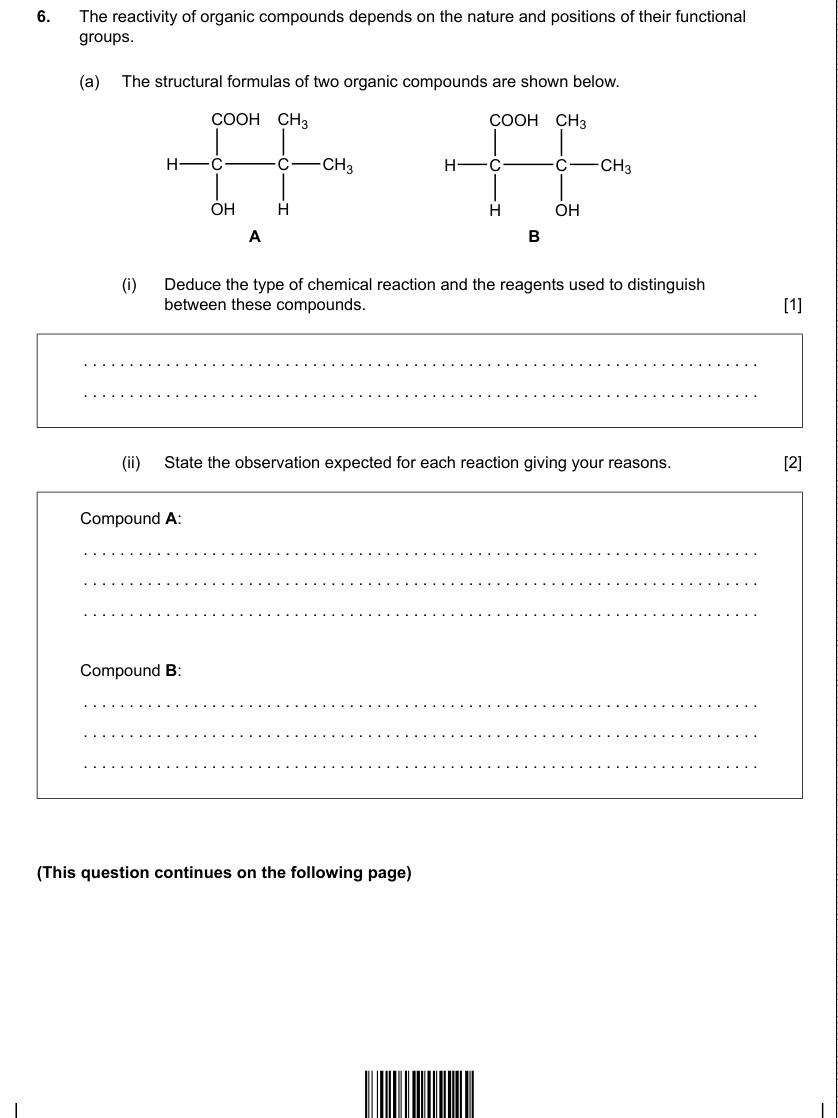 6. The reactivity of organic compounds depends on the nature and positions of their functional
groups.
(a) The structural formulas of two organic compounds are shown below.
COOH CH3 COOH CH3
H C C CH3 H C C CH3
OH H H OH
A B
(i) Deduce the type of chemical reaction and the reagents used to distinguish
between these compounds. [1]
(ii) State the observation expected for each reaction giving your reasons. [2]
Compound A:
Compound B:
(This question continues on the following page)